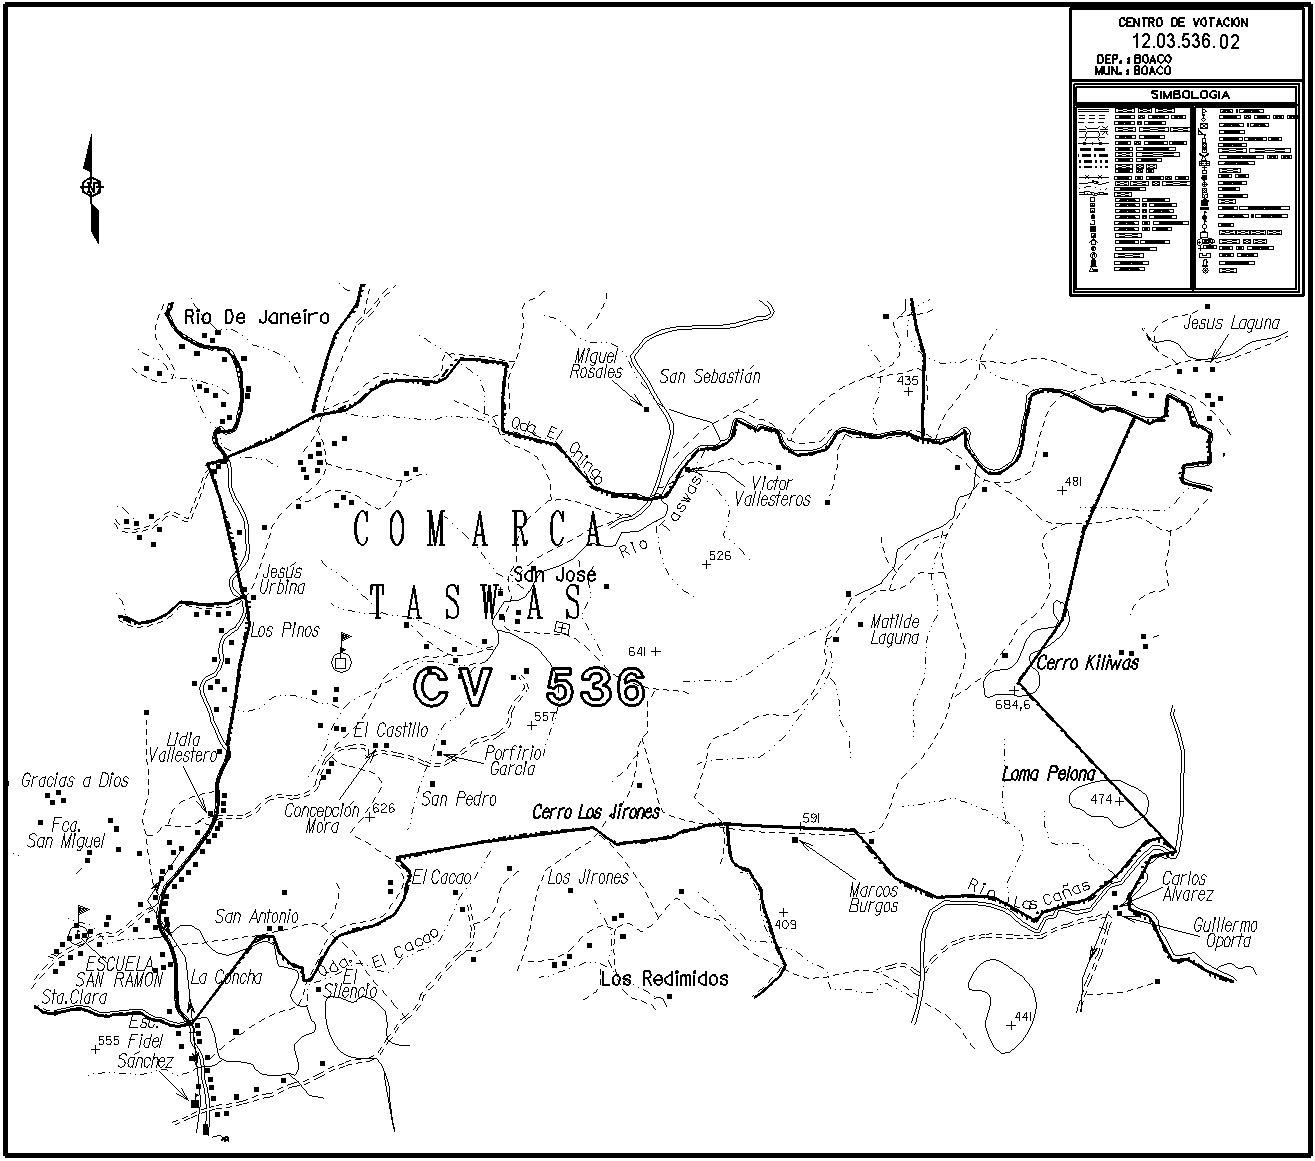 CENTRO DE VOTACION
12.03.536.02
DEP. : BOACO
MUN. : BOACO
SIMBOLOGIA
N
Rio De Janeiro
Jesus Laguna
Miguel
Rosales
San Sebastián
435
Qda. El Chingo
Victor
Vallesteros
481
COMARCA
Rio Taswas
526
San José
Jesús
Urbina
TASWAS
Los Pinos
Matilde
Laguna
641
Cerro Kiliwas
CV 536
684,6
557
El Castillo
Lidia
Vallestero
Porfirio
García
Gracias a Dios
Loma Pelona
474
San Pedro
Concepción
Mora
626
Cerro Los Jirones
591
Fca.
San Miguel
El Cacao
Los Jirones
Marcos
Burgos
Río Las Cañas
Carlos
Alvarez
San Antonio
409
Guillermo
Oporta
Qda. El Cacao
ESCUELA
SAN RAMON
La Concha
El
Silencio
Los Redimidos
Sta.Clara
Esc.
Fidel
Sánchez
441
555